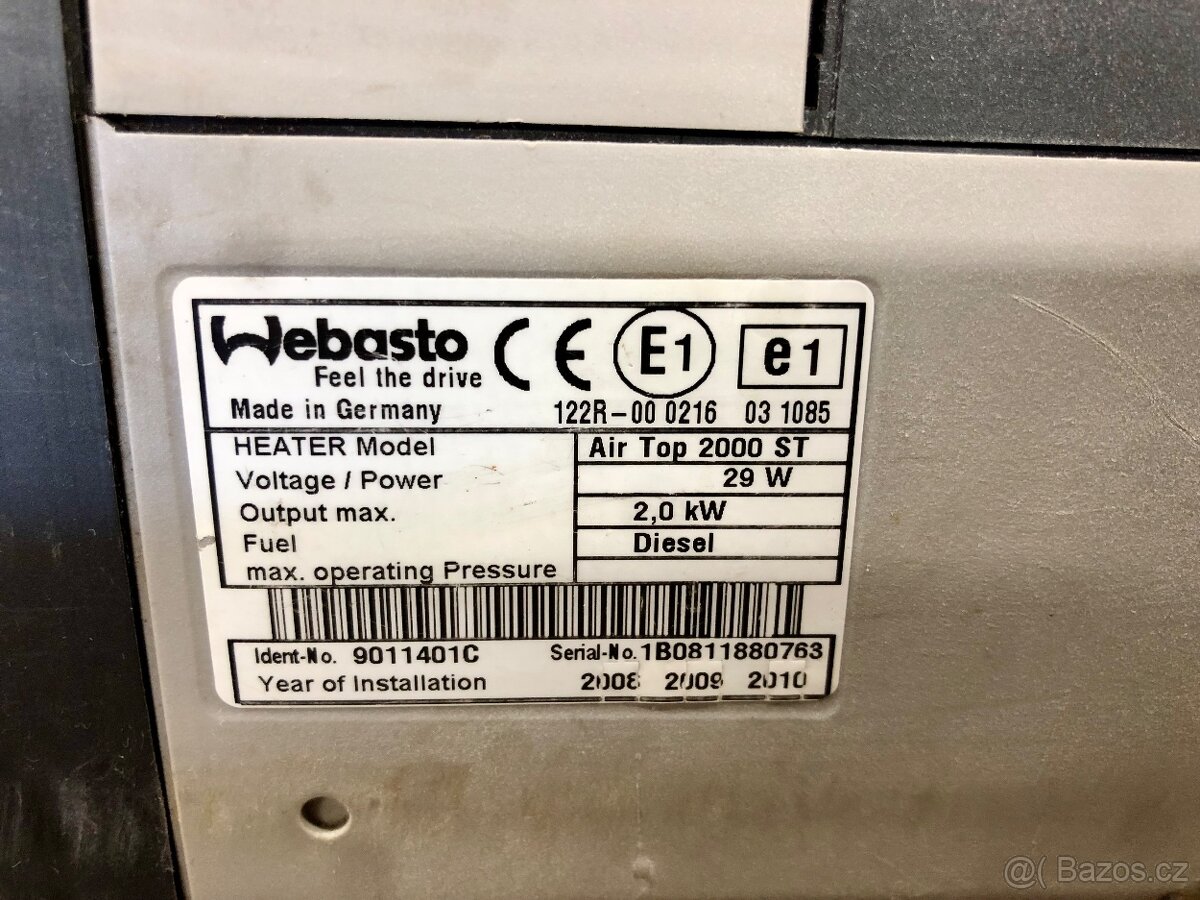 Webasto CE E1 e1
Feel the drive
Made in Germany 122R-00 0216 03 1085
HEATER Model Air Top 2000 ST
Voltage / Power 29 W
Output max. 2,0 kW
Fuel Diesel
max. operating Pressure
Ident-No. 9011401C Serial-No. 1B0811880763
Year of Installation 2008 2009 2010
@( Bazos.cz